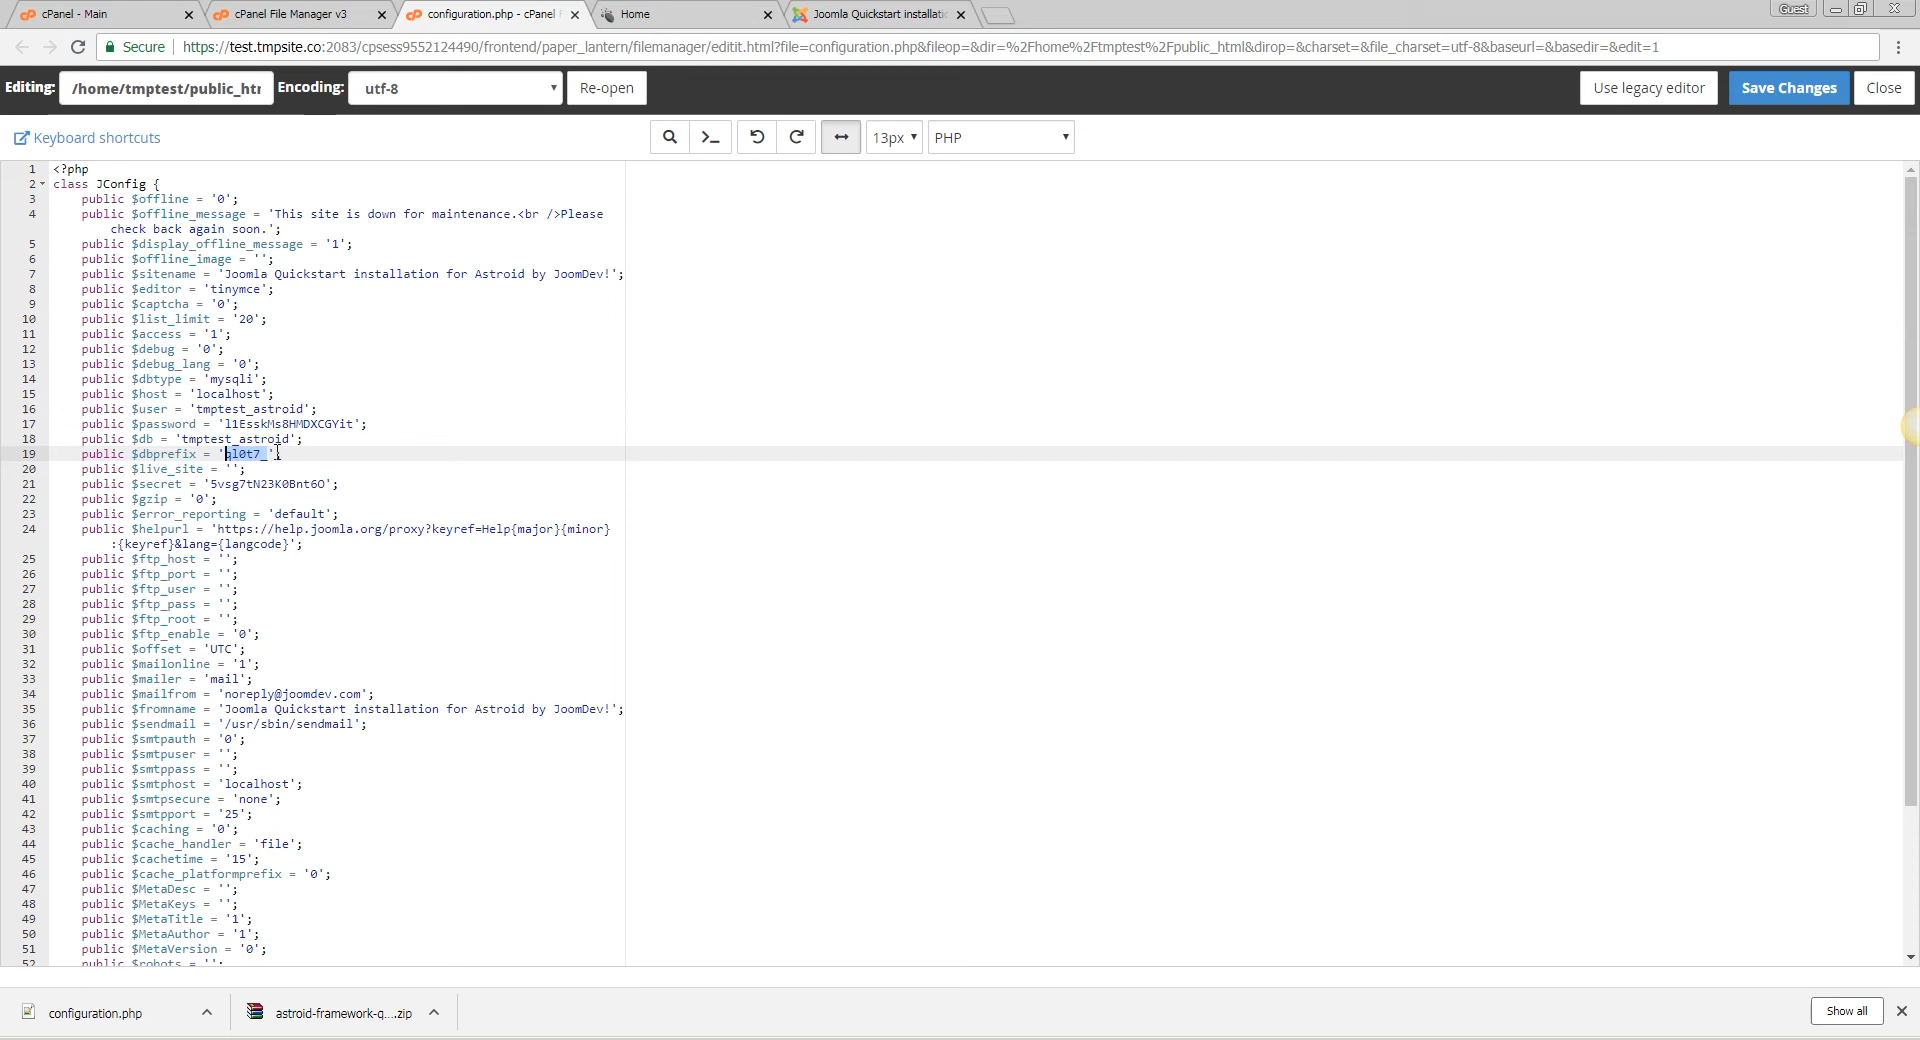 cPanel - Main
cPanel File Manager v3
configuration.php - cPanel F
Home
Joomla Quickstart installati
Guest
Secure
https://test.tmpsite.co:2083/cpsess9552124490/frontend/paper_lantern/filemanager/editit.html?file=configuration.php&fileop=&dir=%2Fhome%2Ftmptest%2Fpublic_html&dirop=&charset=&file_charset=utf-8&baseurl=&basedir=&edit=1
Editing: /home/tmptest/public_htr Encoding: utf-8 Re-open Use legacy editor Save Changes Close
Keyboard shortcuts 13px PHP
1 <?php
2 class JConfig {
3 public $offline = '0';
4 public $offline_message = 'This site is down for maintenance.<br />Please
check back again soon.';
5 public $display_offline_message = '1';
6 public $offline_image = '';
7 public $sitename = 'Joomla Quickstart installation for Astroid by JoomDev!';
8 public $editor = 'tinymce';
9 public $captcha = '0';
10 public $list_limit = '20';
11 public $access = '1';
12 public $debug = '0';
13 public $debug_lang = '0';
14 public $dbtype = 'mysqli';
15 public $host = 'localhost';
16 public $user = 'tmptest_astroid';
17 public $password = 'l1EsskMs8HMDXCGYit';
18 public $db = 'tmptest_astroid';
19 public $dbprefix = 'ql0t7_';
20 public $live_site = '';
21 public $secret = '5vsg7tN23K0Bnt6O';
22 public $gzip = '0';
23 public $error_reporting = 'default';
24 public $helpurl = 'https://help.joomla.org/proxy?keyref=Help{major}{minor}
:{keyref}&lang={langcode}';
25 public $ftp_host = '';
26 public $ftp_port = '';
27 public $ftp_user = '';
28 public $ftp_pass = '';
29 public $ftp_root = '';
30 public $ftp_enable = '0';
31 public $offset = 'UTC';
32 public $mailonline = '1';
33 public $mailer = 'mail';
34 public $mailfrom = 'noreply@joomdev.com';
35 public $fromname = 'Joomla Quickstart installation for Astroid by JoomDev!';
36 public $sendmail = '/usr/sbin/sendmail';
37 public $smtpauth = '0';
38 public $smtpuser = '';
39 public $smtppass = '';
40 public $smtphost = 'localhost';
41 public $smtpsecure = 'none';
42 public $smtpport = '25';
43 public $caching = '0';
44 public $cache_handler = 'file';
45 public $cachetime = '15';
46 public $cache_platformprefix = '0';
47 public $MetaDesc = '';
48 public $MetaKeys = '';
49 public $MetaTitle = '1';
50 public $MetaAuthor = '1';
51 public $MetaVersion = '0';
52 public $robots = '';
configuration.php
astroid-framework-q....zip
Show all